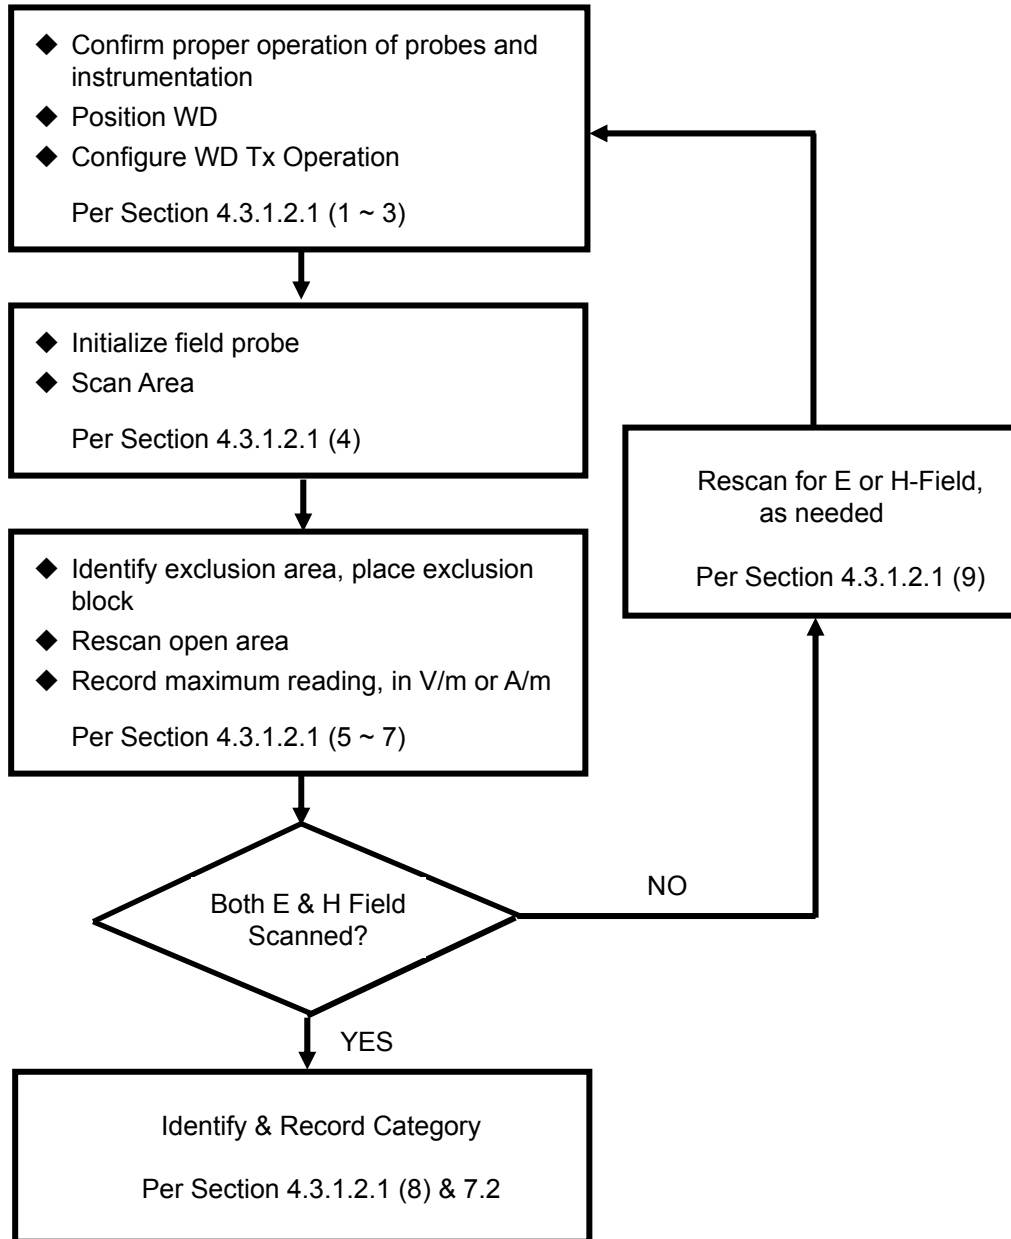 ◆ Confirm proper operation of probes and
instrumentation
◆ Position WD
◆ Configure WD Tx Operation
Per Section 4.3.1.2.1 (1 ~ 3)
◆ Initialize field probe
◆ Scan Area
Per Section 4.3.1.2.1 (4)
Rescan for E or H-Field,
as needed
Per Section 4.3.1.2.1 (9)
◆ Identify exclusion area, place exclusion
block
◆ Rescan open area
◆ Record maximum reading, in V/m or A/m
Per Section 4.3.1.2.1 (5 ~ 7)
Both E & H Field
Scanned?
NO
YES
Identify & Record Category
Per Section 4.3.1.2.1 (8) & 7.2